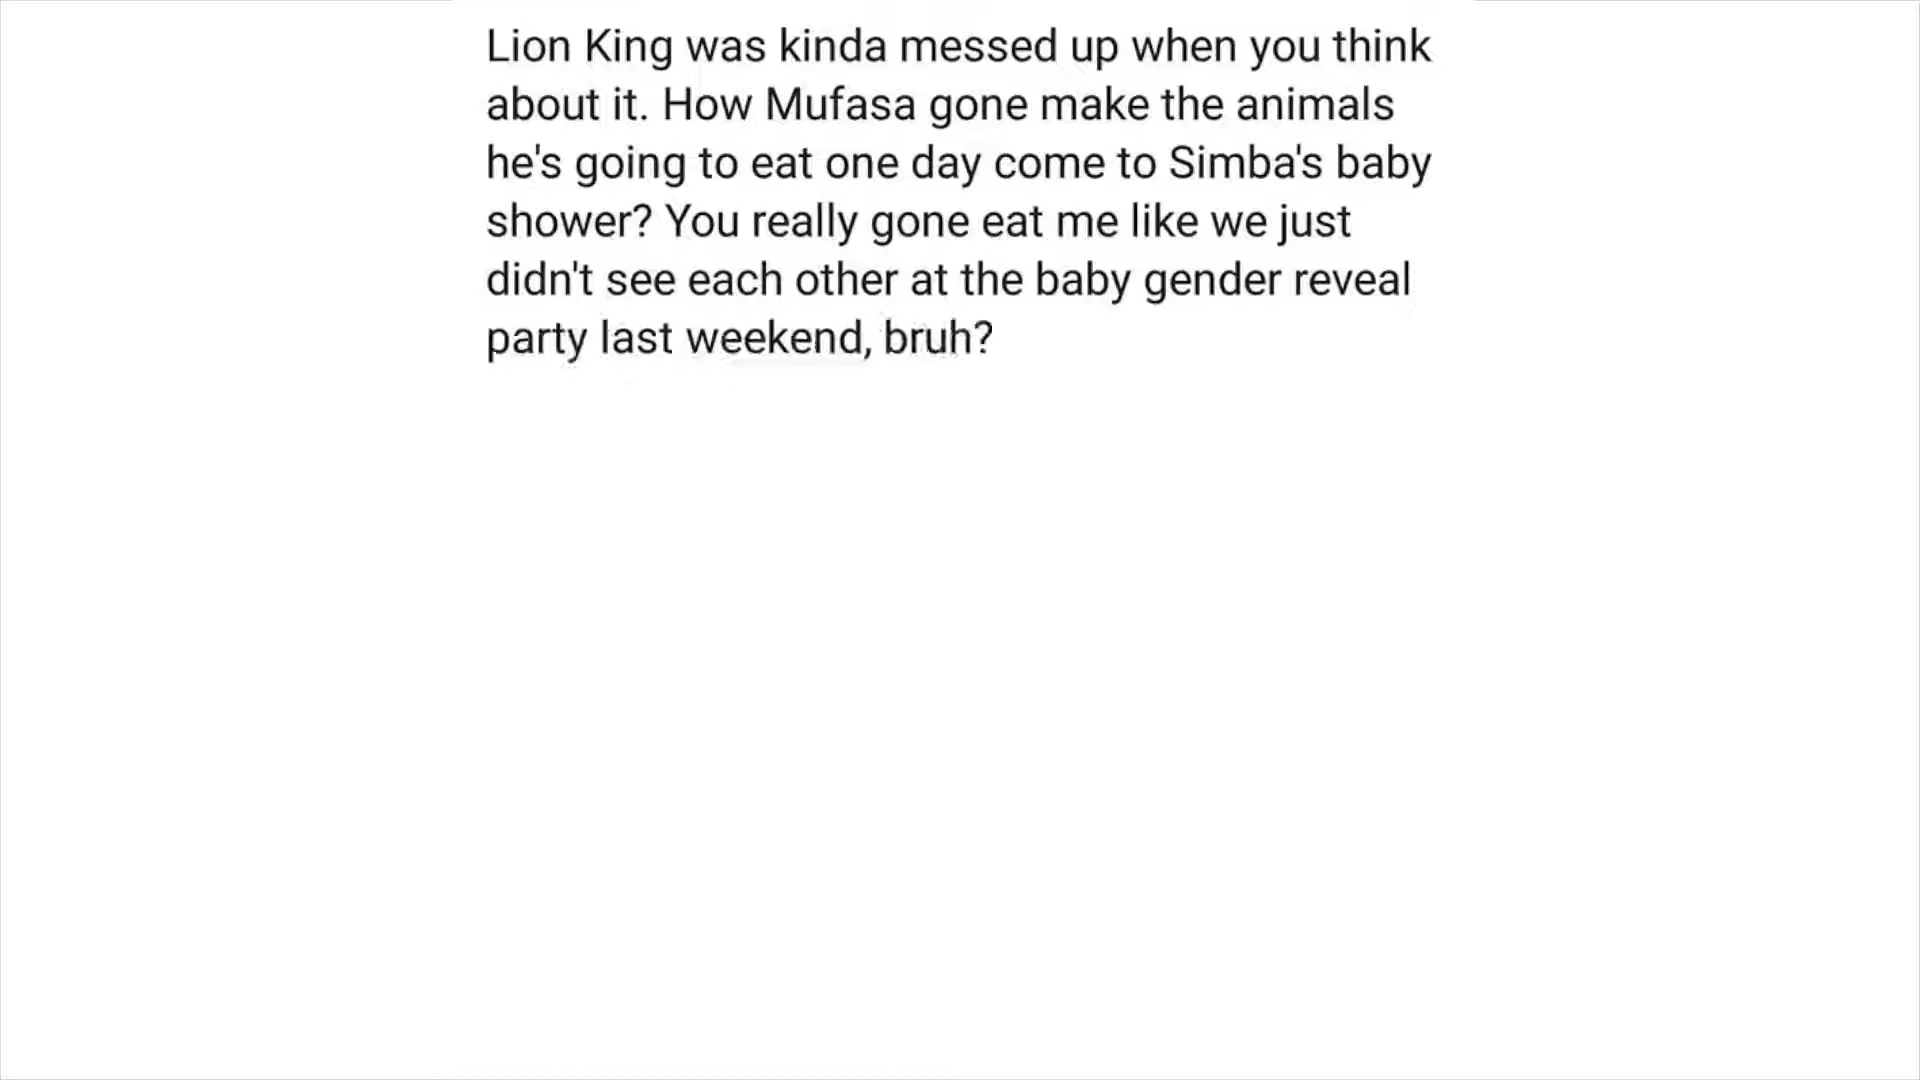 Lion King was kinda messed up when you think
about it. How Mufasa gone make the animals
he's going to eat one day come to Simba's baby
shower? You really gone eat me like we just
didn't see each other at the baby gender reveal
party last weekend, bruh?